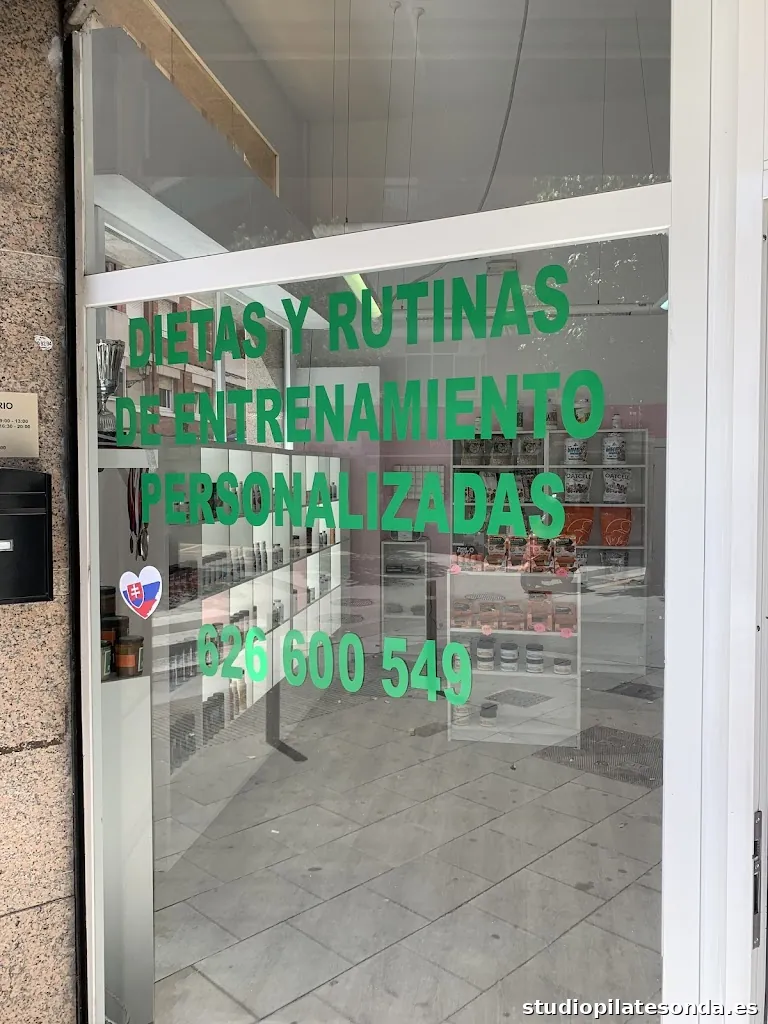 DIETAS Y RUTINAS
DE ENTRENAMIENTO
PERSONALIZADAS
626 600 549
studiopilatesonda.es